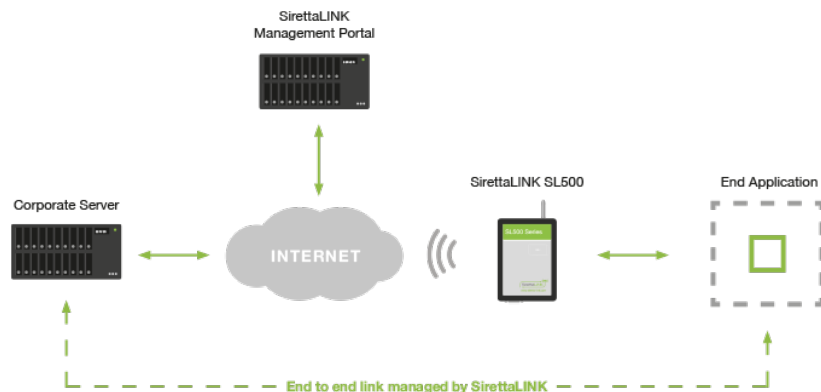 SirettaLINK
Management Portal
SirettaLINK SL500
End Application
Corporate Server
SL500 Series
INTERNET
End to end link managed by SirettaLINK